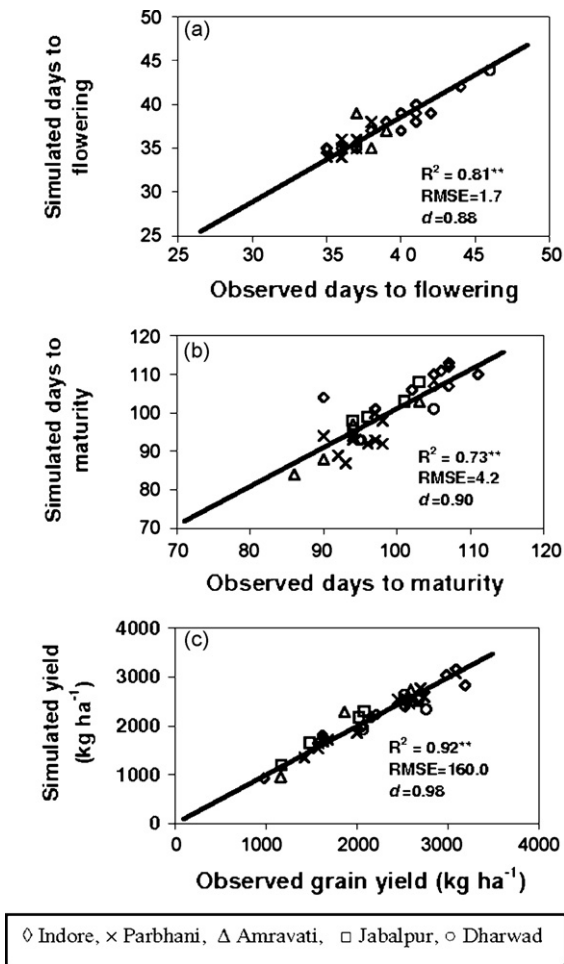 (a)
Simulated days to
flowering
50
45
40
35
30
25
R² = 0.81**
RMSE=1.7
d=0.88
25 30 35 4 0 45 50
Observed days to flowering
(b)
Simulated days to
maturity
120
110
100
90
80
70
R² = 0.73**
RMSE=4.2
d=0.90
70 80 90 100 110 120
Observed days to maturity
(c)
Simulated yield
(kg ha⁻¹)
4000
3000
2000
1000
0
R² = 0.92**
RMSE=160.0
d=0.98
0 1000 2000 3000 4000
Observed grain yield (kg ha⁻¹)
◊ Indore, × Parbhani, Δ Amravati, □ Jabalpur, ○ Dharwad